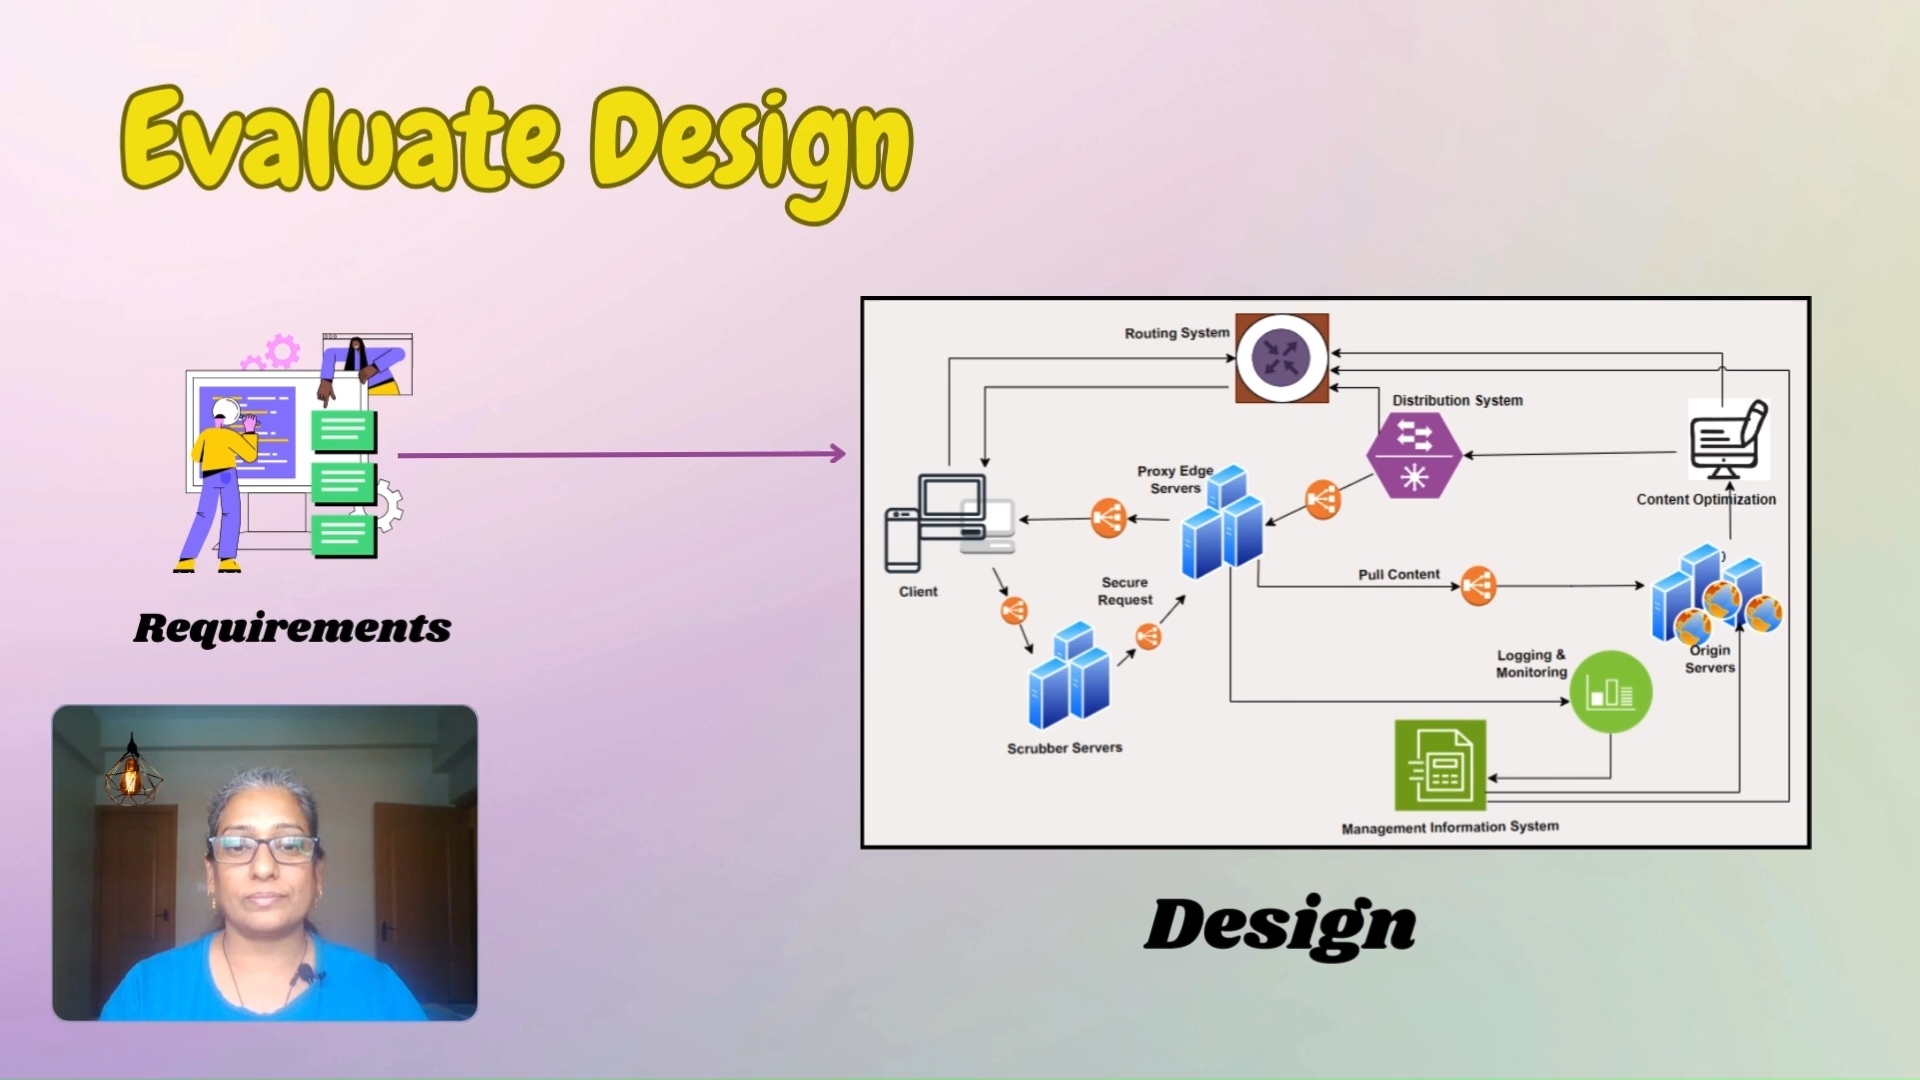 Evaluate Design
Requirements
Routing System
Distribution System
Proxy Edge
Servers
Content Optimization
Client
Secure
Request
Pull Content
Origin
Servers
Logging &
Monitoring
Scrubber Servers
Management Information System
Design